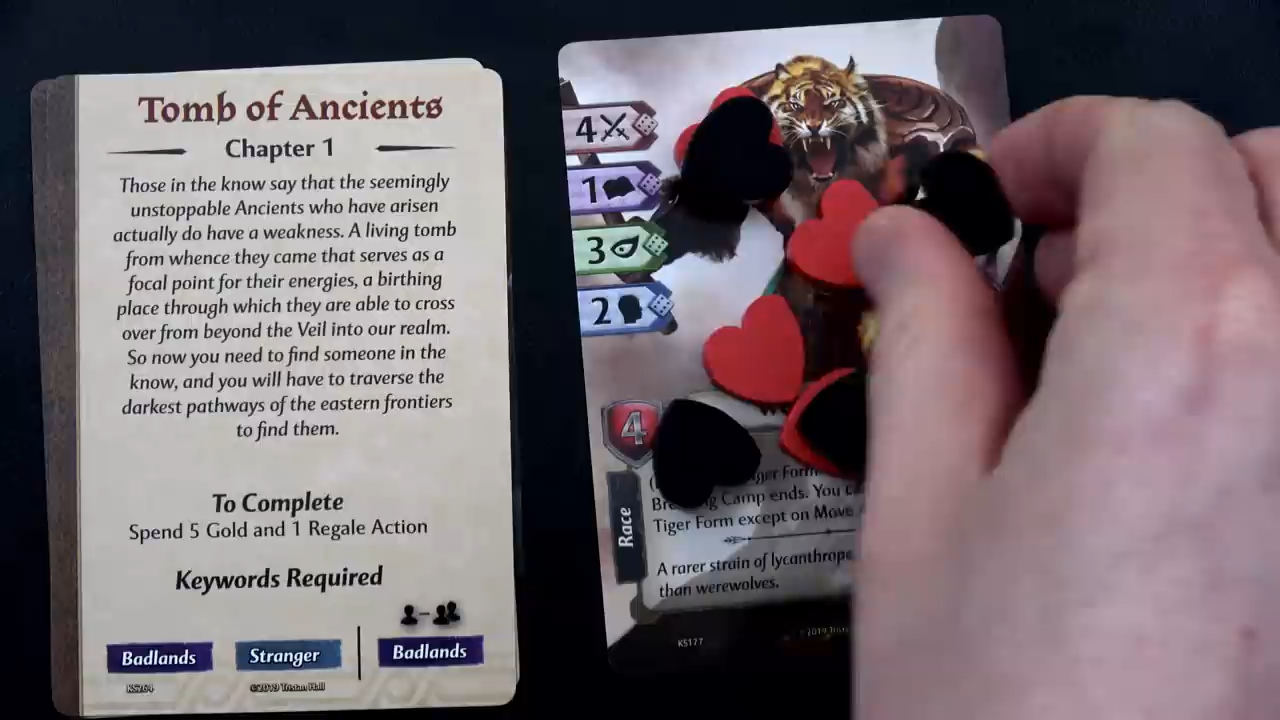 Tomb of Ancients
Chapter 1
Those in the know say that the seemingly
unstoppable Ancients who have arisen
actually do have a weakness. A living tomb
from whence they came that serves as a
focal point for their energies, a birthing
place through which they are able to cross
over from beyond the Veil into our realm.
So now you need to find someone in the
know, and you will have to traverse the
darkest pathways of the eastern frontiers
to find them.
To Complete
Spend 5 Gold and 1 Regale Action
Keywords Required
Badlands
Stranger
Badlands
KS264
©2019 Tristan Hall
4
1
3
2
4
Race
Camp ends. You
Tiger Form except on Move
A rarer strain of lycanthrope
than werewolves.
KS177
©2019